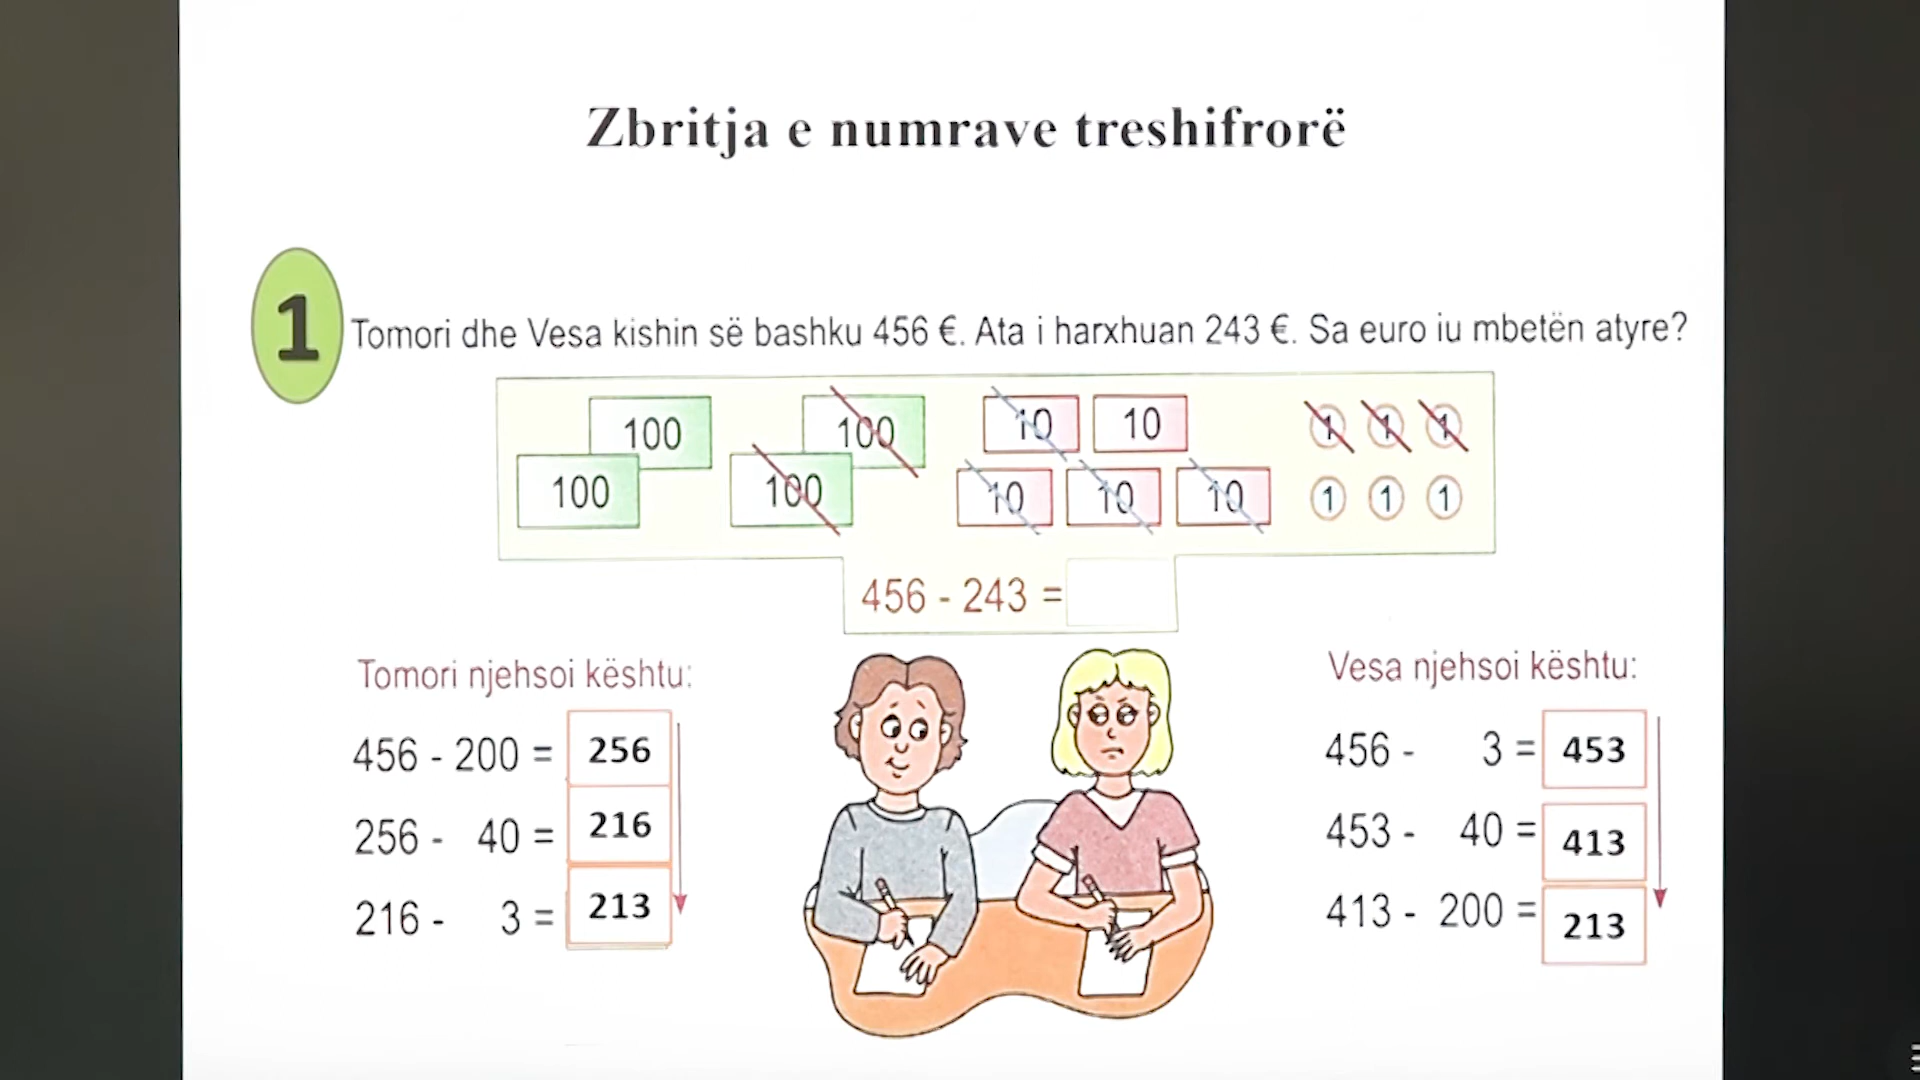 Zbritja e numrave treshifrorë
1 Tomori dhe Vesa kishin së bashku 456 €. Ata i harxhuan 243 €. Sa euro iu mbetën atyre?
100 100 10 10 1 1 1
100 100 10 10 10 1 1 1
456 - 243 =
Tomori njehsoi kështu:
456 - 200 = 256
256 - 40 = 216
216 - 3 = 213
Vesa njehsoi kështu:
456 - 3 = 453
453 - 40 = 413
413 - 200 = 213